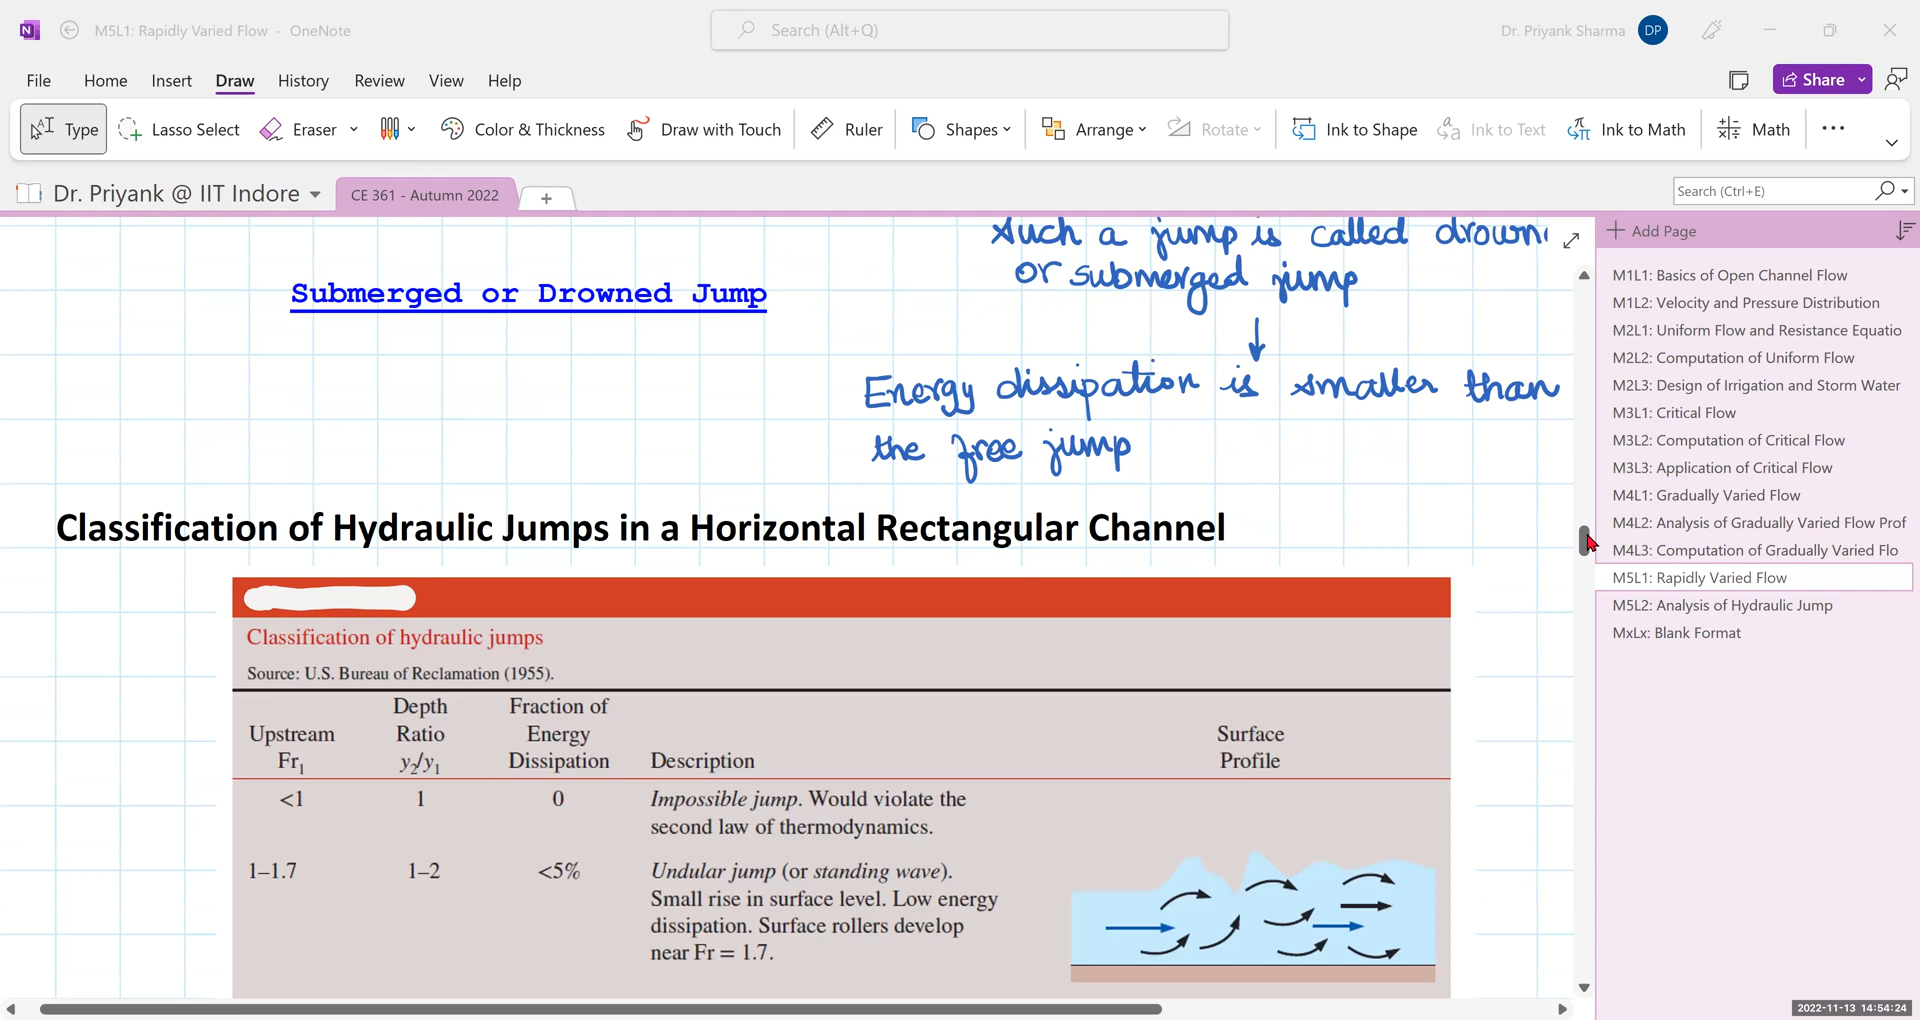 M5L1: Rapidly Varied Flow - OneNote
Search (Alt+Q)
Dr. Priyank Sharma DP
File Home Insert Draw History Review View Help
Share
Type Lasso Select Eraser Color & Thickness Draw with Touch Ruler Shapes Arrange Rotate Ink to Shape Ink to Text Ink to Math Math
Dr. Priyank @ IIT Indore CE 361 - Autumn 2022
Search (Ctrl+E)
Such a jump is called drown
or submerged jump
Submerged or Drowned Jump
Energy dissipation is smaller than
the free jump
Classification of Hydraulic Jumps in a Horizontal Rectangular Channel
Classification of hydraulic jumps
Source: U.S. Bureau of Reclamation (1955).
Upstream Fr₁ Depth Ratio y₂/y₁ Fraction of Energy Dissipation Description Surface Profile
<1 1 0 Impossible jump. Would violate the
second law of thermodynamics.
1–1.7 1–2 <5% Undular jump (or standing wave).
Small rise in surface level. Low energy
dissipation. Surface rollers develop
near Fr = 1.7.
Add Page
M1L1: Basics of Open Channel Flow
M1L2: Velocity and Pressure Distribution
M2L1: Uniform Flow and Resistance Equatio
M2L2: Computation of Uniform Flow
M2L3: Design of Irrigation and Storm Water
M3L1: Critical Flow
M3L2: Computation of Critical Flow
M3L3: Application of Critical Flow
M4L1: Gradually Varied Flow
M4L2: Analysis of Gradually Varied Flow Prof
M4L3: Computation of Gradually Varied Flo
M5L1: Rapidly Varied Flow
M5L2: Analysis of Hydraulic Jump
MxLx: Blank Format
2022-11-13 14:54:24